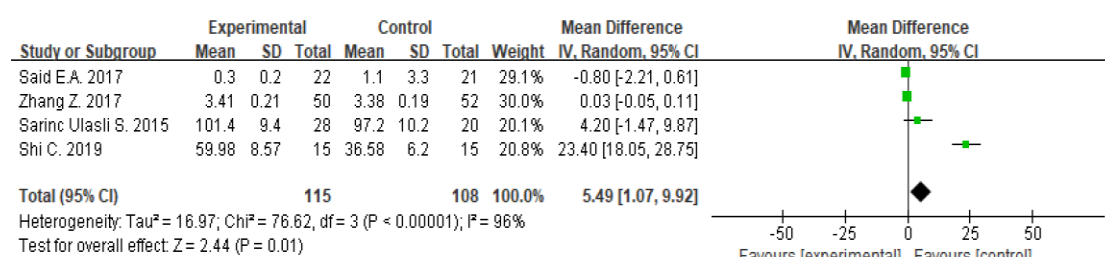 Experimental Control Mean Difference Mean Difference
Study or Subgroup Mean SD Total Mean SD Total Weight IV, Random, 95% CI IV, Random, 95% CI
Said E.A. 2017 0.3 0.2 22 1.1 3.3 21 29.1% -0.80 [-2.21, 0.61]
Zhang Z. 2017 3.41 0.21 50 3.38 0.19 52 30.0% 0.03 [-0.05, 0.11]
Sarinc Ulasli S. 2015 101.4 9.4 28 97.2 10.2 20 20.1% 4.20 [-1.47, 9.87]
Shi C. 2019 59.98 8.57 15 36.58 6.2 15 20.8% 23.40 [18.05, 28.75]
Total (95% CI) 115 108 100.0% 5.49 [1.07, 9.92]
Heterogeneity: Tau² = 16.97; Chi² = 76.62, df = 3 (P < 0.00001); I² = 96%
Test for overall effect: Z = 2.44 (P = 0.01)
-50 -25 0 25 50
Favours [experimental] Favours [control]